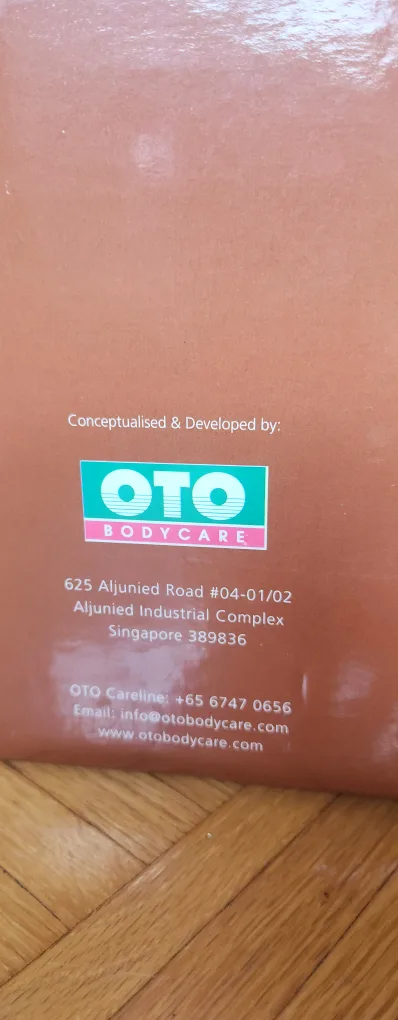 Conceptualised & Developed by:
OTO
BODYCARE
625 Aljunied Road #04-01/02
Aljunied Industrial Complex
Singapore 389836
OTO Careline: +65 6747 0656
Email: info@otobodycare.com
www.otobodycare.com